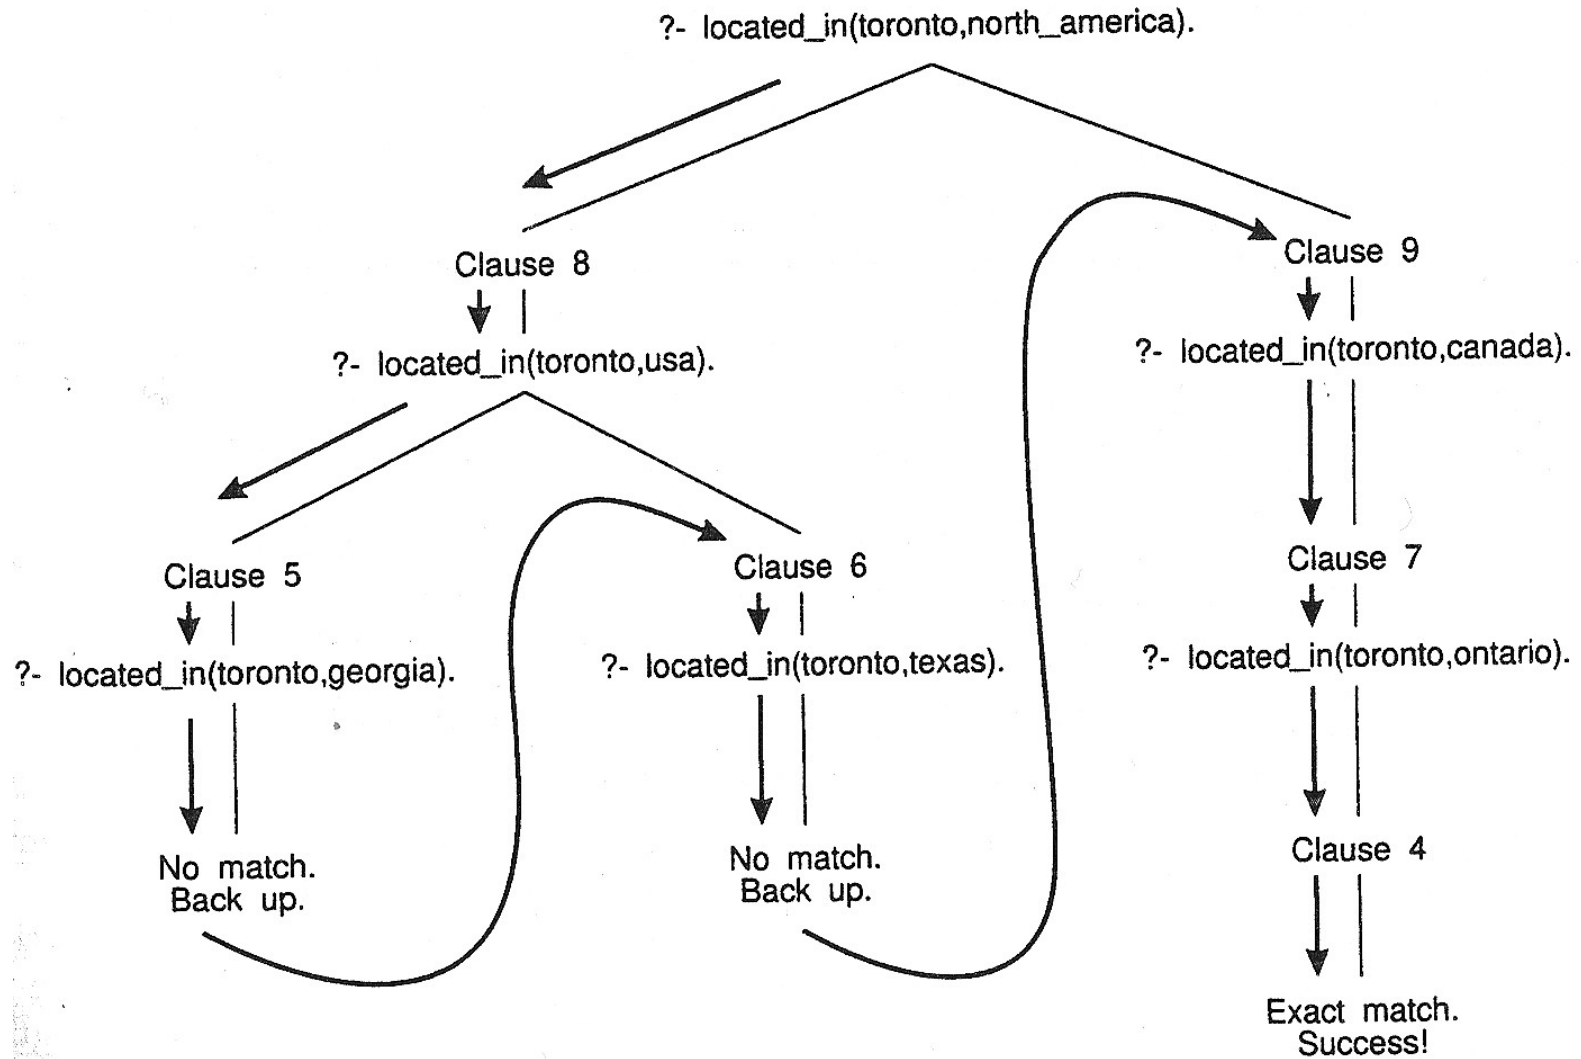 ?- located_in(toronto,north_america).
Clause 8
?- located_in(toronto,usa).
Clause 5
?- located_in(toronto,georgia).
No match.
Back up.
Clause 6
?- located_in(toronto,texas).
No match.
Back up.
Clause 9
?- located_in(toronto,canada).
Clause 7
?- located_in(toronto,ontario).
Clause 4
Exact match.
Success!